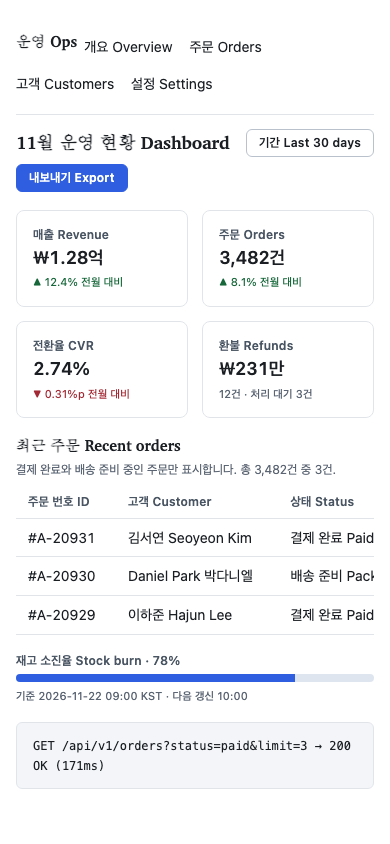 운영 Ops 개요 Overview 주문 Orders
고객 Customers 설정 Settings
11월 운영 현황 Dashboard 기간 Last 30 days
내보내기 Export
매출 Revenue
₩1.28억
▲ 12.4% 전월 대비
주문 Orders
3,482건
▲ 8.1% 전월 대비
전환율 CVR
2.74%
▼ 0.31%p 전월 대비
환불 Refunds
₩231만
12건 · 처리 대기 3건
최근 주문 Recent orders
결제 완료와 배송 준비 중인 주문만 표시합니다. 총 3,482건 중 3건.
주문 번호 ID 고객 Customer 상태 Status
#A-20931 김서연 Seoyeon Kim 결제 완료 Paid
#A-20930 Daniel Park 박다니엘 배송 준비 Pack
#A-20929 이하준 Hajun Lee 결제 완료 Paid
재고 소진율 Stock burn · 78%
기준 2026-11-22 09:00 KST · 다음 갱신 10:00
GET /api/v1/orders?status=paid&limit=3 → 200
OK (171ms)